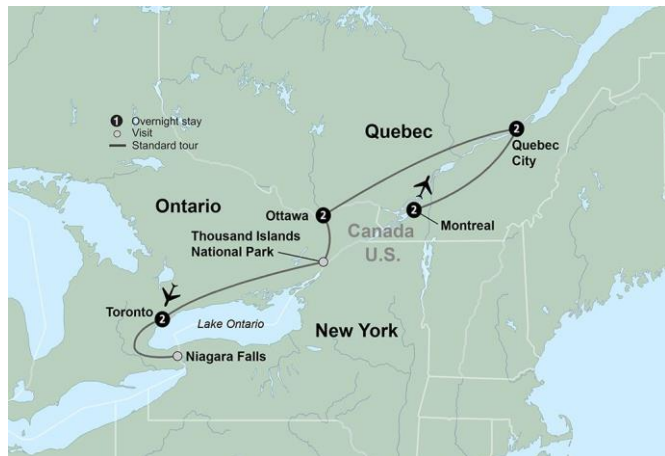 1 Overnight stay
Visit
Standard tour
Quebec
2
Quebec
City
Ontario
Ottawa 2
2 Montreal
Canada
U.S.
Thousand Islands
National Park
Toronto 2
Lake Ontario
New York
Niagara Falls